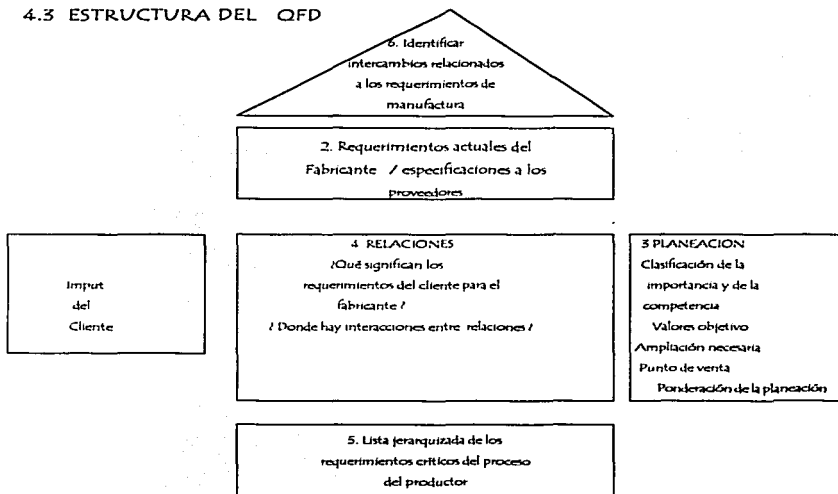 4.3 ESTRUCTURA DEL QFD
6. Identificar
intercambios relacionados
a los requerimientos de
manufactura
2. Requerimientos actuales del
Fabricante / especificaciones a los
proveedores
Imput
del
Cliente
4 RELACIONES
¿Qué significan los
requerimientos del cliente para el
fabricante ?
¿ Donde hay interacciones entre relaciones ?
3 PLANEACION
Clasificación de la
importancia y de la
competencia
Valores objetivo
Ampliación necesaria
Punto de venta
Ponderación de la planeación
5. Lista jerarquizada de los
requerimientos críticos del proceso
del productor